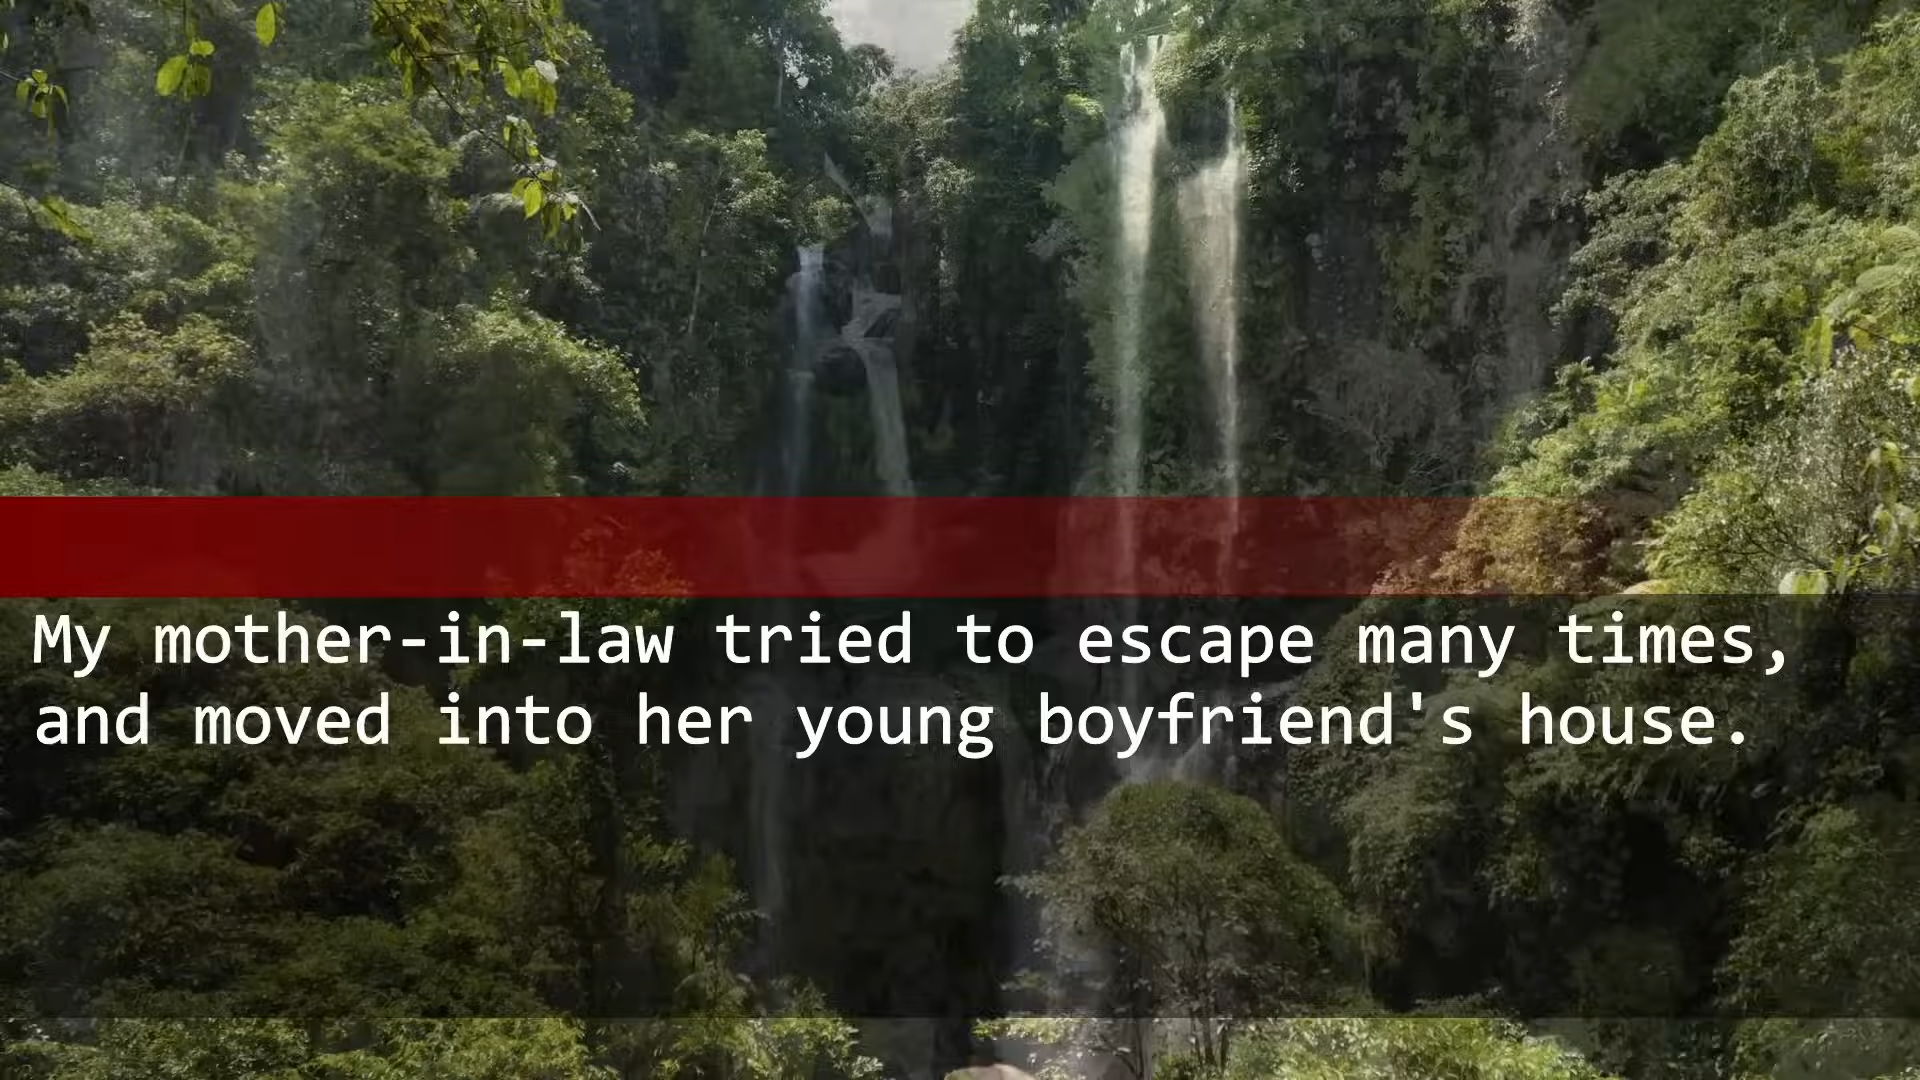 My mother-in-law tried to escape many times,
and moved into her young boyfriend's house.